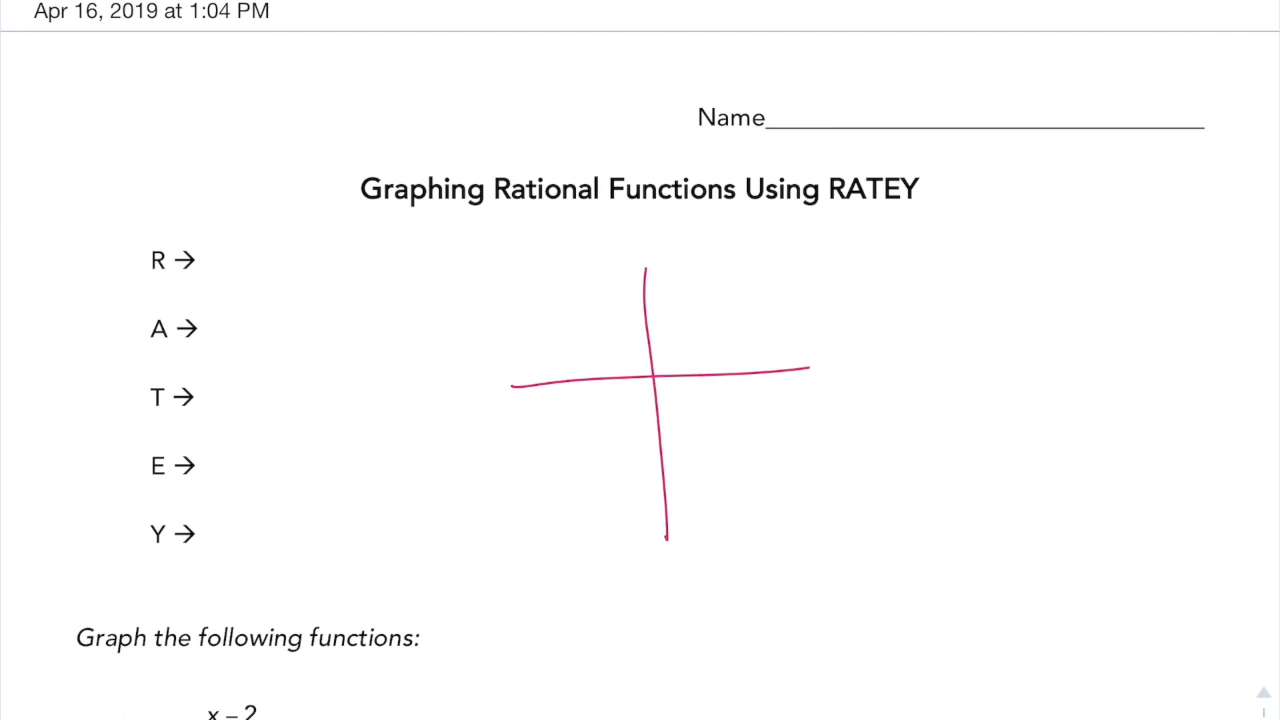 Apr 16, 2019 at 1:04 PM
Name
Graphing Rational Functions Using RATEY
R →
A →
T →
E →
Y →
Graph the following functions:
x – 2